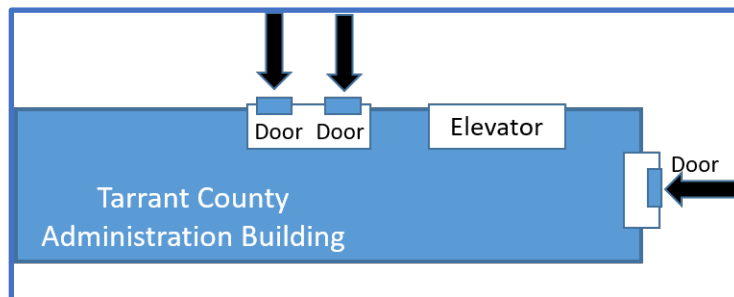 Door Door
Elevator
Door
Tarrant County
Administration Building